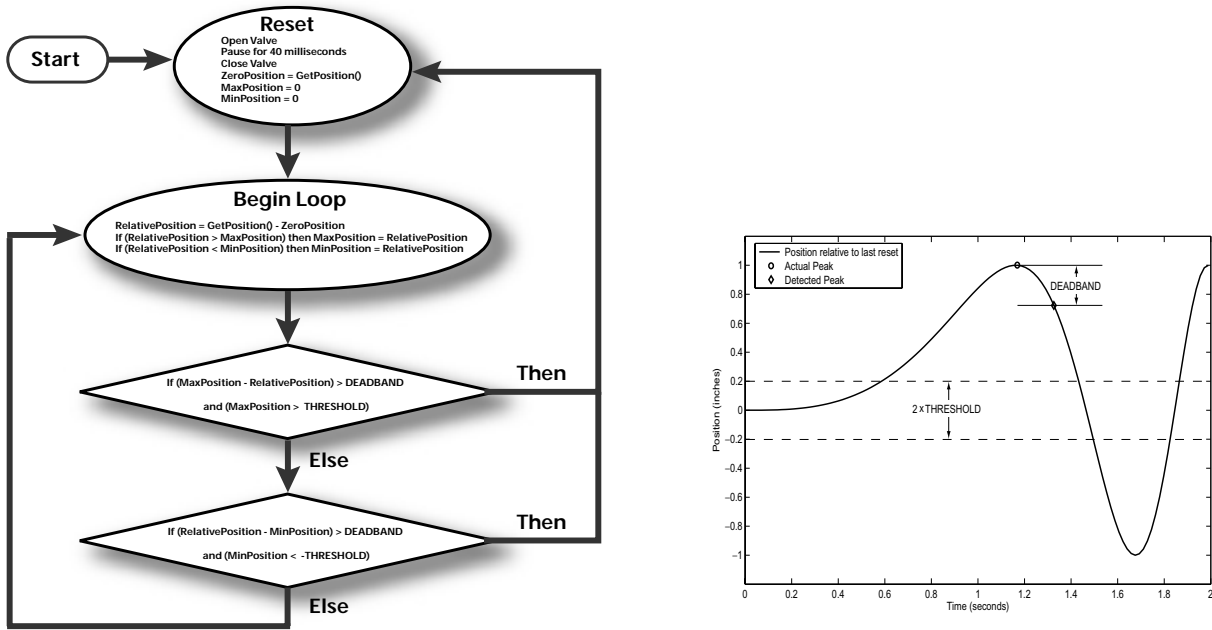 Start
Reset
Open Valve
Pause for 40 milliseconds
Close Valve
ZeroPosition = GetPosition()
MaxPosition = 0
MinPosition = 0
Begin Loop
RelativePosition = GetPosition() - ZeroPosition
If (RelativePosition > MaxPosition) then MaxPosition = RelativePosition
If (RelativePosition < MinPosition) then MinPosition = RelativePosition
If (MaxPosition - RelativePosition) > DEADBAND
and (MaxPosition > THRESHOLD)
Then
Else
If (RelativePosition - MinPosition) > DEADBAND
and (MinPosition < -THRESHOLD)
Then
Else
Position relative to last reset
Actual Peak
Detected Peak
DEADBAND
2 x THRESHOLD
Position (inches)
1
0.8
0.6
0.4
0.2
0
−0.2
−0.4
−0.6
−0.8
−1
0 0.2 0.4 0.6 0.8 1 1.2 1.4 1.6 1.8 2
Time (seconds)